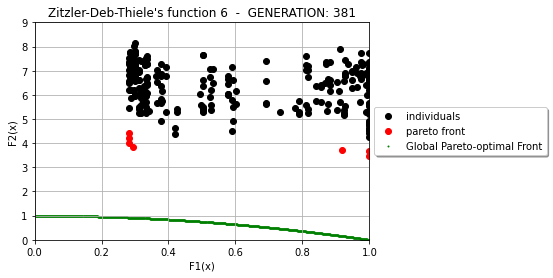 Zitzler-Deb-Thiele's function 6 - GENERATION: 381
9
8
7
6
5
4
3
2
1
0
F2(x)
0.0 0.2 0.4 0.6 0.8 1.0
F1(x)
individuals
pareto front
Global Pareto-optimal Front